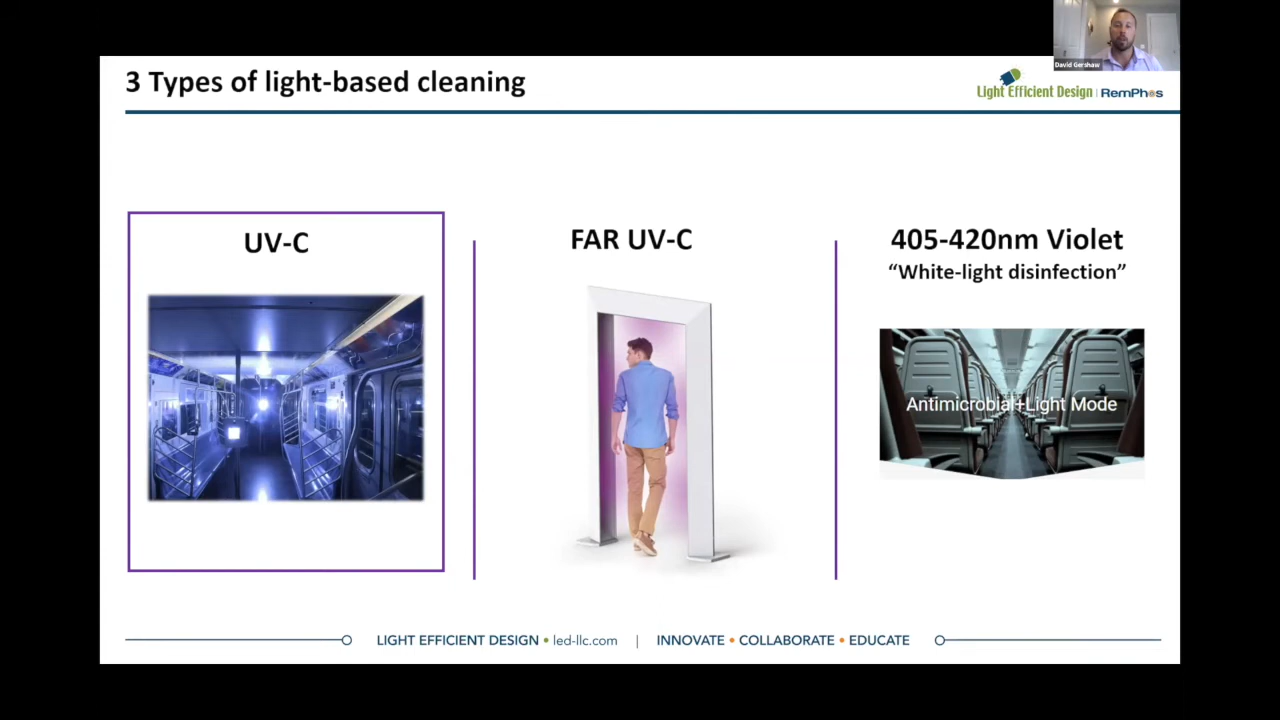 David Gershaw
3 Types of light-based cleaning
Light Efficient Design | RemPhos
UV-C
FAR UV-C
405-420nm Violet
“White-light disinfection”
Antimicrobial+Light Mode
LIGHT EFFICIENT DESIGN • led-llc.com | INNOVATE • COLLABORATE • EDUCATE